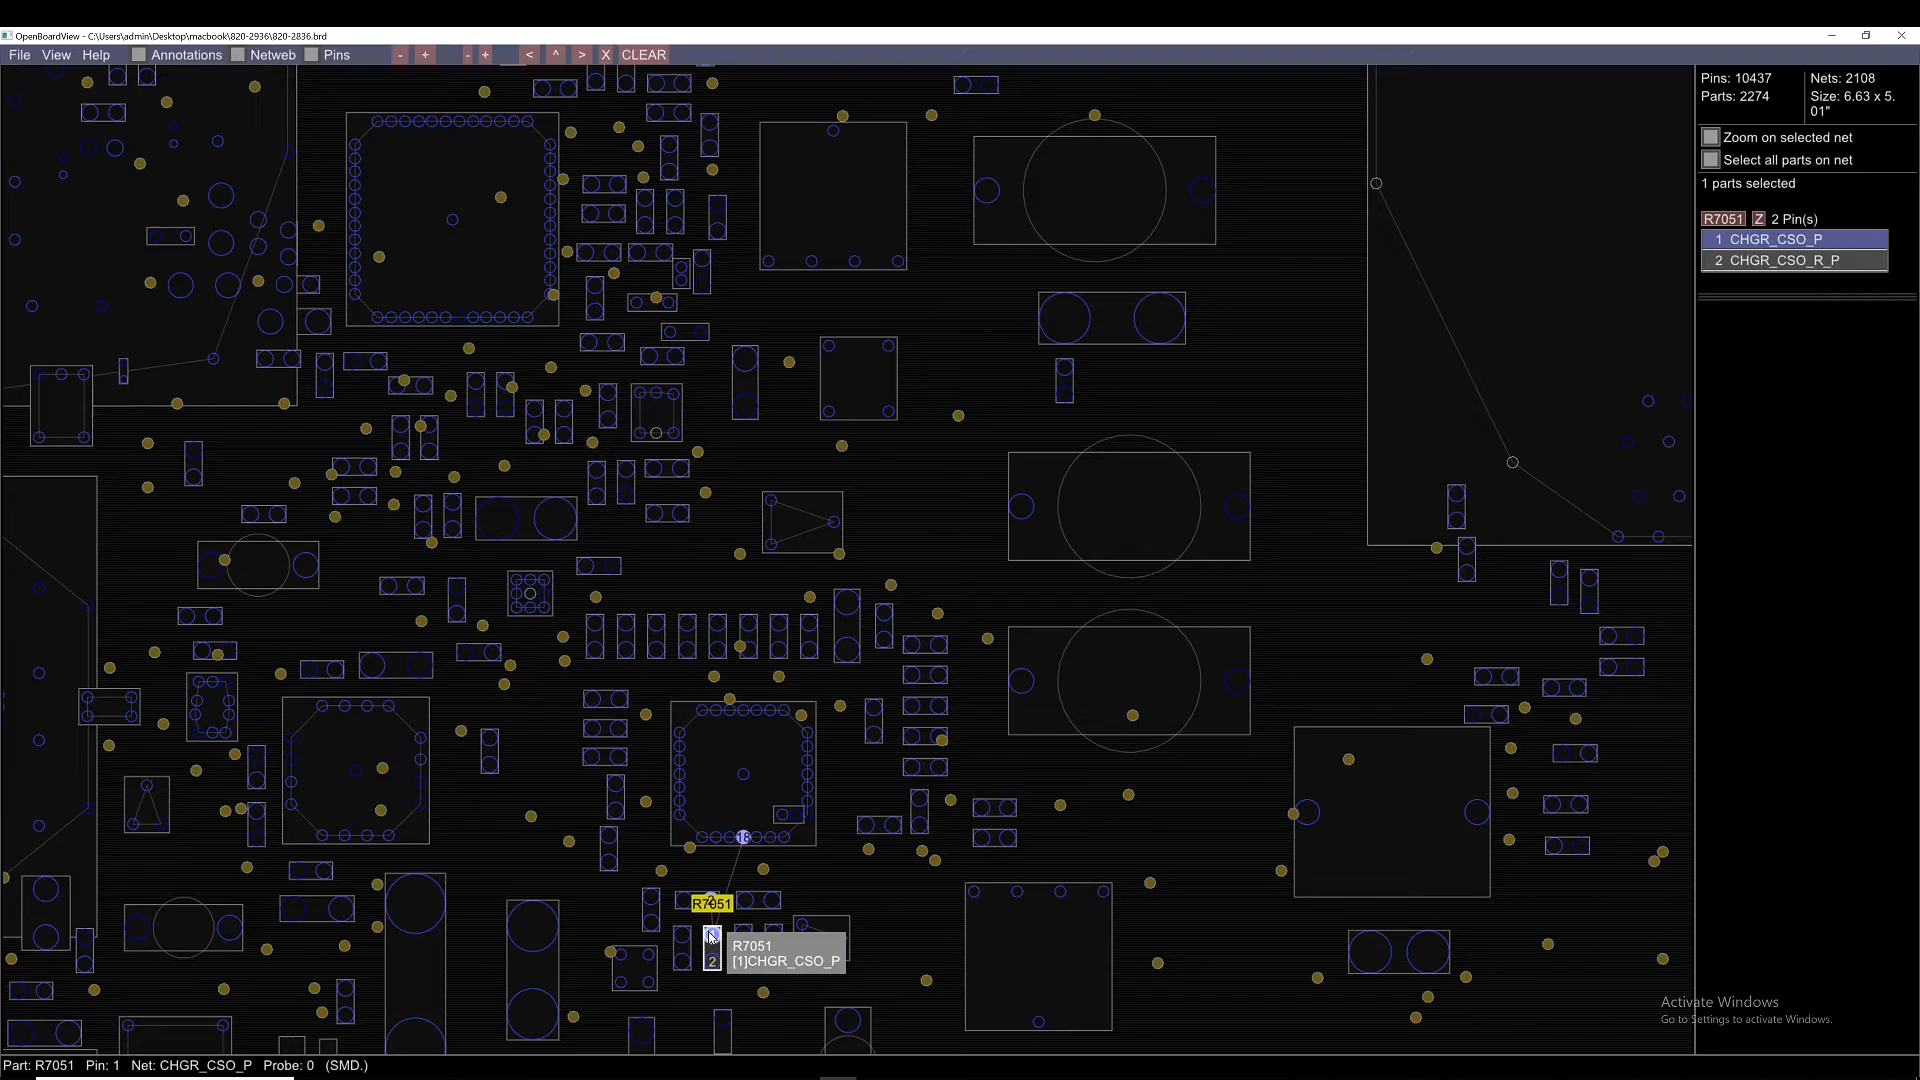 OpenBoardView - C:\Users\admin\Desktop\macbook\820-2936\820-2836.brd
File View Help Annotations Netweb Pins - + - + < ^ > X CLEAR
Pins: 10437
Parts: 2274
Nets: 2108
Size: 6.63 x 5.
01"
Zoom on selected net
Select all parts on net
1 parts selected
R7051 Z 2 Pin(s)
1 CHGR_CSO_P
2 CHGR_CSO_R_P
18
2
R7051
2
R7051
[1]CHGR_CSO_P
Activate Windows
Go to Settings to activate Windows.
Part: R7051 Pin: 1 Net: CHGR_CSO_P Probe: 0 (SMD.)